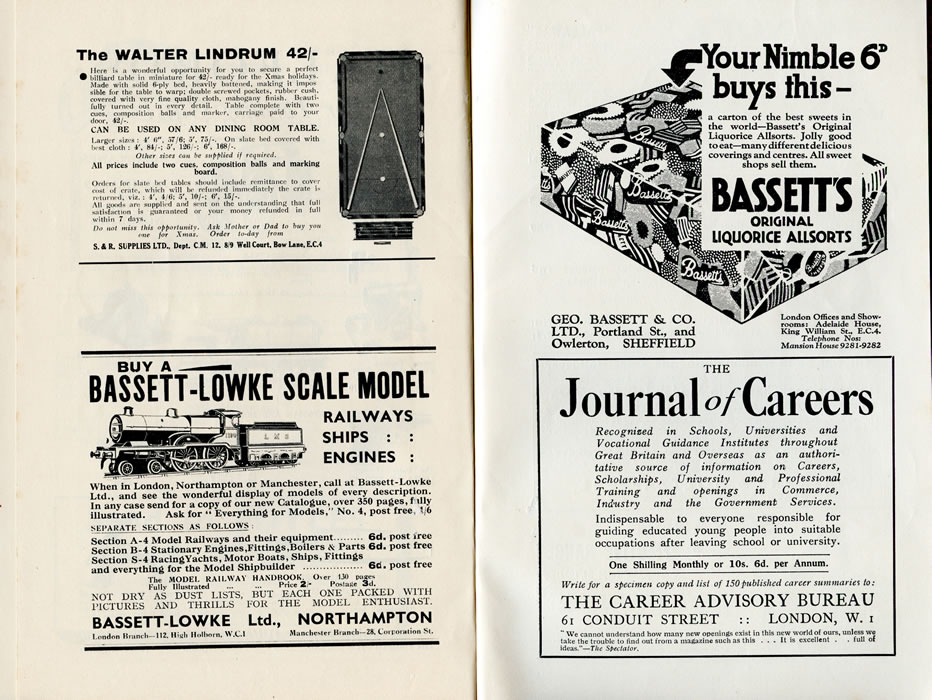 The WALTER LINDRUM 42/-
Here is a wonderful opportunity for you to secure a perfect
billiard table in miniature for 42/- ready for the Xmas holidays.
Made with solid 6-ply bed, heavily battened, making it impos
sible for the table to warp; double screwed pockets, rubber cush,
covered with very fine quality cloth, mahogany finish. Beauti-
fully turned out in every detail. Table complete with two
cues, composition balls and marker, carriage paid to your
door, 42/-.
CAN BE USED ON ANY DINING ROOM TABLE.
Larger sizes: 4' 6", 57/6; 5', 75/-. On slate bed covered with
best cloth: 4', 84/-; 5', 126/-; 6', 168/-.
Other sizes can be supplied if required.
All prices include two cues, composition balls and marking
board.
Orders for slate bed tables should include remittance to cover
cost of crate, which will be refunded immediately the crate is
returned, viz.: 4', 4/6; 5', 10/-; 6', 15/-.
All goods are supplied and sent on the understanding that full
satisfaction is guaranteed or your money refunded in full
within 7 days.
Do not miss this opportunity. Ask Mother or Dad to buy you
one for Xmas. Order to-day from
S. & R. SUPPLIES LTD., Dept. C.M. 12, 8/9 Well Court, Bow Lane, E.C.4
BUY A
BASSETT-LOWKE SCALE MODEL
RAILWAYS
SHIPS : :
ENGINES :
L M S
When in London, Northampton or Manchester, call at Bassett-Lowke
Ltd., and see the wonderful display of models of every description.
In any case send for a copy of our new Catalogue, over 350 pages, fully
illustrated. Ask for "Everything for Models," No. 4, post free, 1/6
SEPARATE SECTIONS AS FOLLOWS:
Section A-4 Model Railways and their equipment........ 6d. post free
Section B-4 Stationary Engines,Fittings,Boilers & Parts 6d. post free
Section S-4 Racing Yachts, Motor Boats, Ships, Fittings
and everything for the Model Shipbuilder ................ 6d. post free
The MODEL RAILWAY HANDBOOK, Over 130 pages
Fully Illustrated ... ... Price 2/- Postage 3d.
NOT DRY AS DUST LISTS, BUT EACH ONE PACKED WITH
PICTURES AND THRILLS FOR THE MODEL ENTHUSIAST.
BASSETT-LOWKE Ltd., NORTHAMPTON
London Branch—112, High Holborn, W.C.1 Manchester Branch—28, Corporation St.
Your Nimble 6D
buys this—
a carton of the best sweets in
the world—Bassett's Original
Liquorice Allsorts. Jolly good
to eat—many different delicious
coverings and centres. All sweet
shops sell them.
BASSETT'S
ORIGINAL
LIQUORICE ALLSORTS
Bassett
Bassett
Bassett
Bassett
GEO. BASSETT & CO.
LTD., Portland St., and
Owlerton, SHEFFIELD
London Offices and Show-
rooms: Adelaide House,
King William St., E.C.4.
Telephone Nos:
Mansion House 9281-9282
THE
Journal of Careers
Recognized in Schools, Universities and
Vocational Guidance Institutes throughout
Great Britain and Overseas as an authori-
tative source of information on Careers,
Scholarships, University and Professional
Training and openings in Commerce,
Industry and the Government Services.
Indispensable to everyone responsible for
guiding educated young people into suitable
occupations after leaving school or university.
One Shilling Monthly or 10s. 6d. per Annum.
Write for a specimen copy and list of 150 published career summaries to:
THE CAREER ADVISORY BUREAU
61 CONDUIT STREET :: LONDON, W. 1
"We cannot understand how many new openings exist in this new world of ours, unless we
take the trouble to find out from a magazine such as this . . . It is excellent . . full of
ideas."—The Spectator.